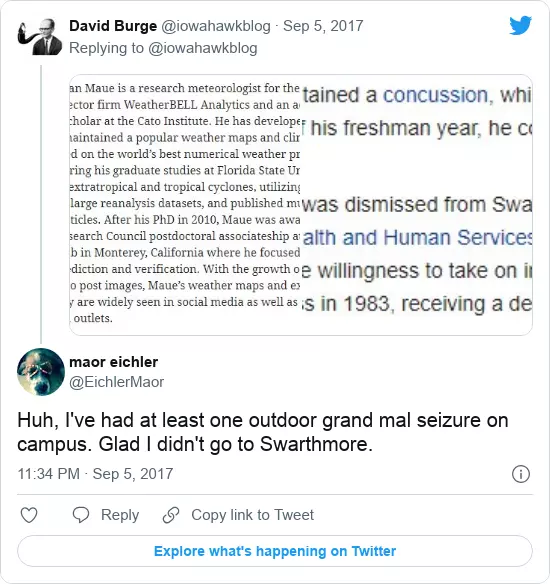 David Burge @iowahawkblog · Sep 5, 2017
Replying to @iowahawkblog
an Maue is a research meteorologist for the
ector firm WeatherBELL Analytics and an a
cholar at the Cato Institute. He has develope
aintained a popular weather maps and clir
ed on the world's best numerical weather pr
ring his graduate studies at Florida State Ur
extratropical and tropical cyclones, utilizing
large reanalysis datasets, and published m
ticles. After his PhD in 2010, Maue was awa
search Council postdoctoral associateship a
b in Monterey, California where he focused
ediction and verification. With the growth o
o post images, Maue's weather maps and ex
y are widely seen in social media as well as
outlets.
tained a concussion, whi
his freshman year, he co
was dismissed from Swa
alth and Human Services
e willingness to take on i
s in 1983, receiving a de
maor eichler
@EichlerMaor
Huh, I've had at least one outdoor grand mal seizure on
campus. Glad I didn't go to Swarthmore.
11:34 PM · Sep 5, 2017
Reply
Copy link to Tweet
Explore what's happening on Twitter